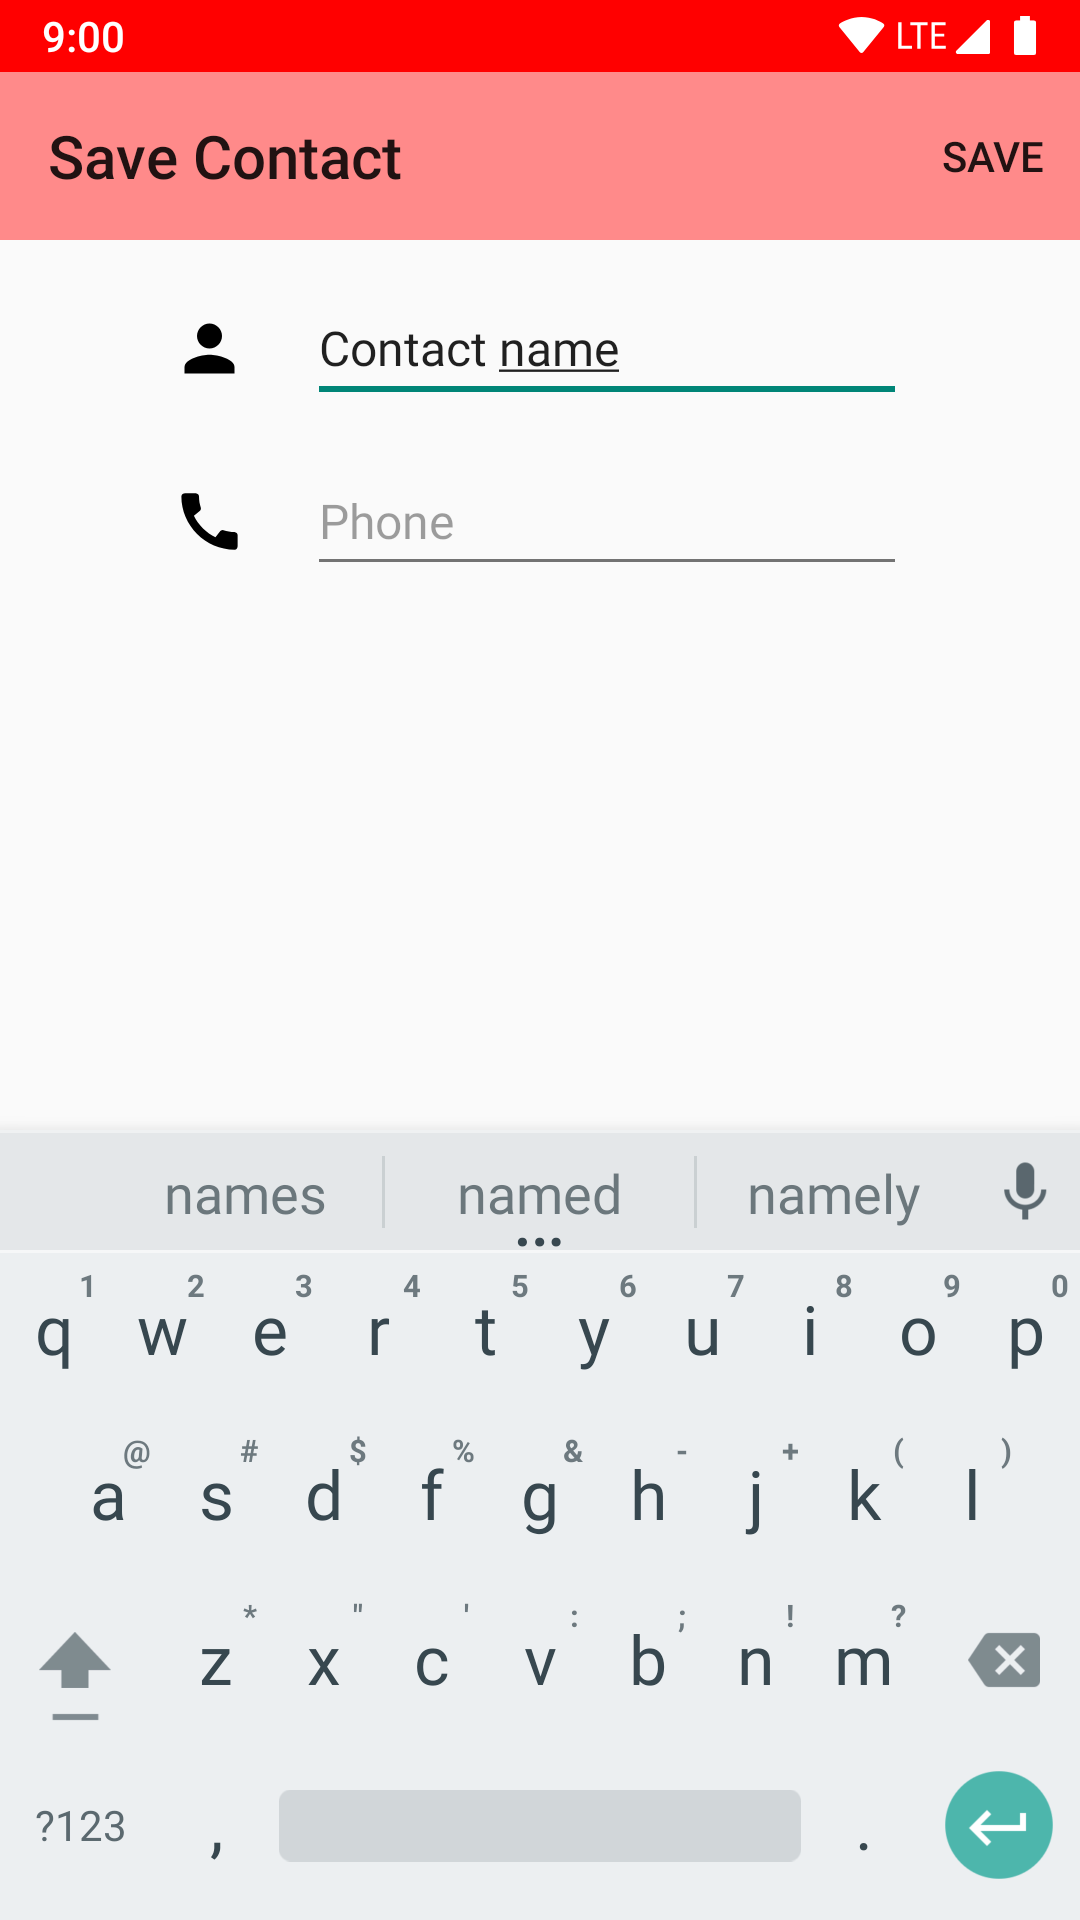 9:00 LTE
Save Contact SAVE
Contact name
Phone
names named namely
1 2 3 4 5 6 7 8 9 0
q w e r t y u i o p
@ # $ % & - + ( )
a s d f g h j k l
* " ' : ; ! ?
z x c v b n m
?123 , .